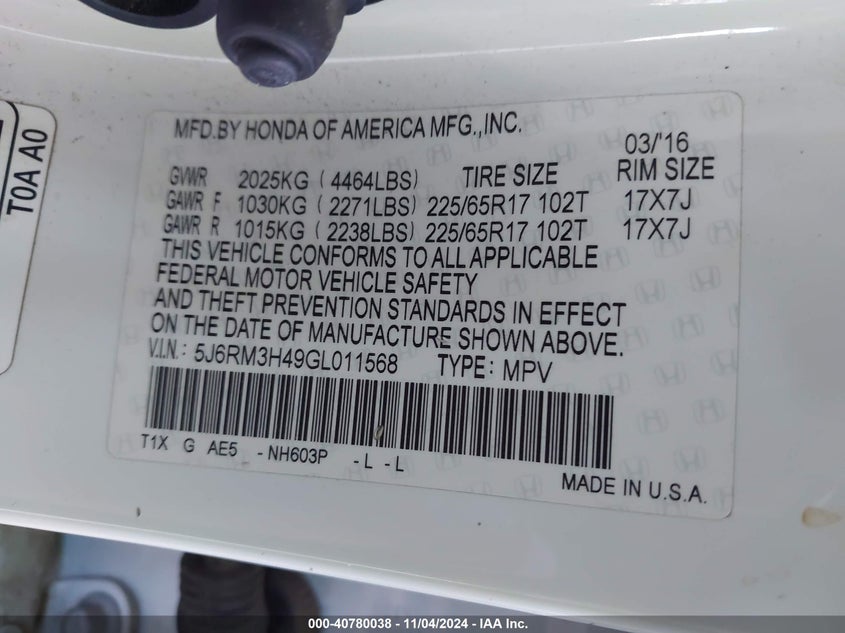 T0A A0
MFD.BY HONDA OF AMERICA MFG.,INC.
03/'16
GVWR 2025KG (4464LBS) TIRE SIZE RIM SIZE
GAWR F 1030KG (2271LBS) 225/65R17 102T 17X7J
GAWR R 1015KG (2238LBS) 225/65R17 102T 17X7J
THIS VEHICLE CONFORMS TO ALL APPLICABLE
FEDERAL MOTOR VEHICLE SAFETY
AND THEFT PREVENTION STANDARDS IN EFFECT
ON THE DATE OF MANUFACTURE SHOWN ABOVE.
V.I.N.: 5J6RM3H49GL011568 TYPE: MPV
T1X G AE5 -NH603P -L -L
MADE IN U.S.A.
000-40780038 - 11/04/2024 - IAA Inc.